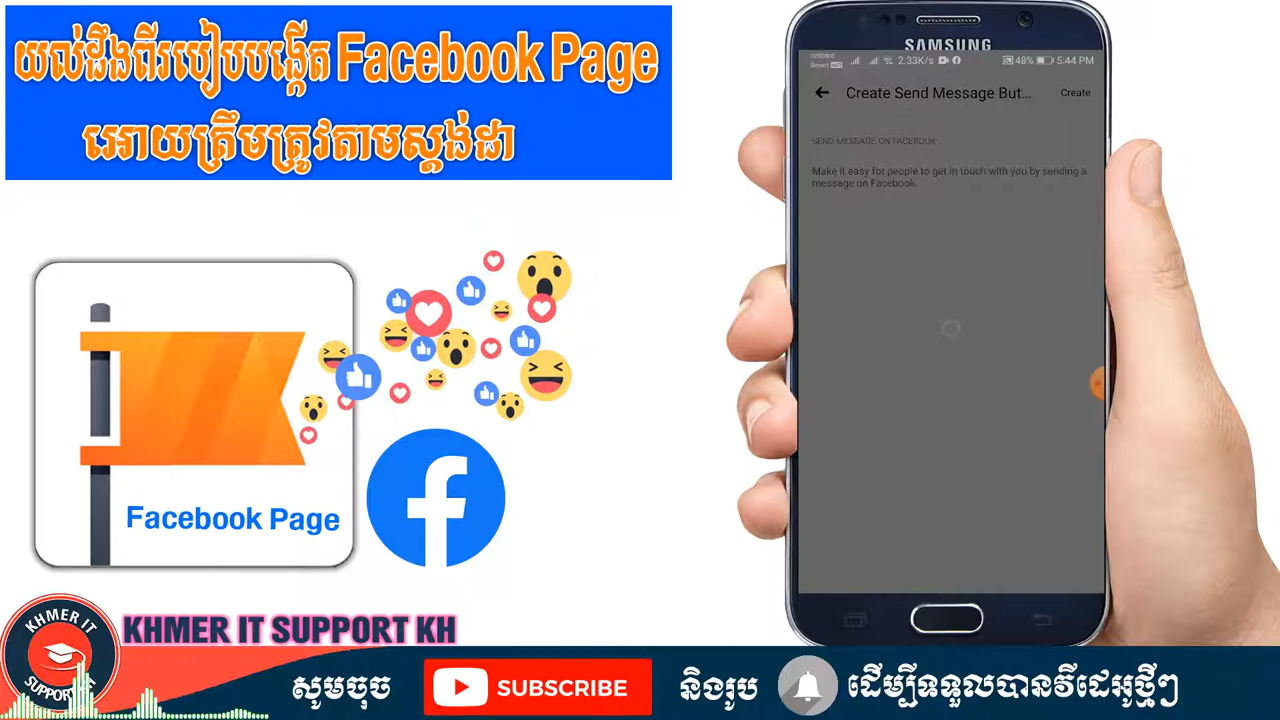 យល់ដឹងពីរបៀបបង្កើត Facebook Page
អោយត្រឹមត្រូវតាមស្តង់ដា
SAMSUNG
cellcard
Smart
2.33K/s
48% 5:44 PM
Create Send Message But... Create
SEND MESSAGE ON FACEBOOK
Make it easy for people to get in touch with you by sending a
message on Facebook.
Facebook Page
KHMER IT
SUPPORT
KHMER IT SUPPORT KH
សូមចុច SUBSCRIBE និងរូប ដើម្បីទទួលបានវីដេអូថ្មីៗ